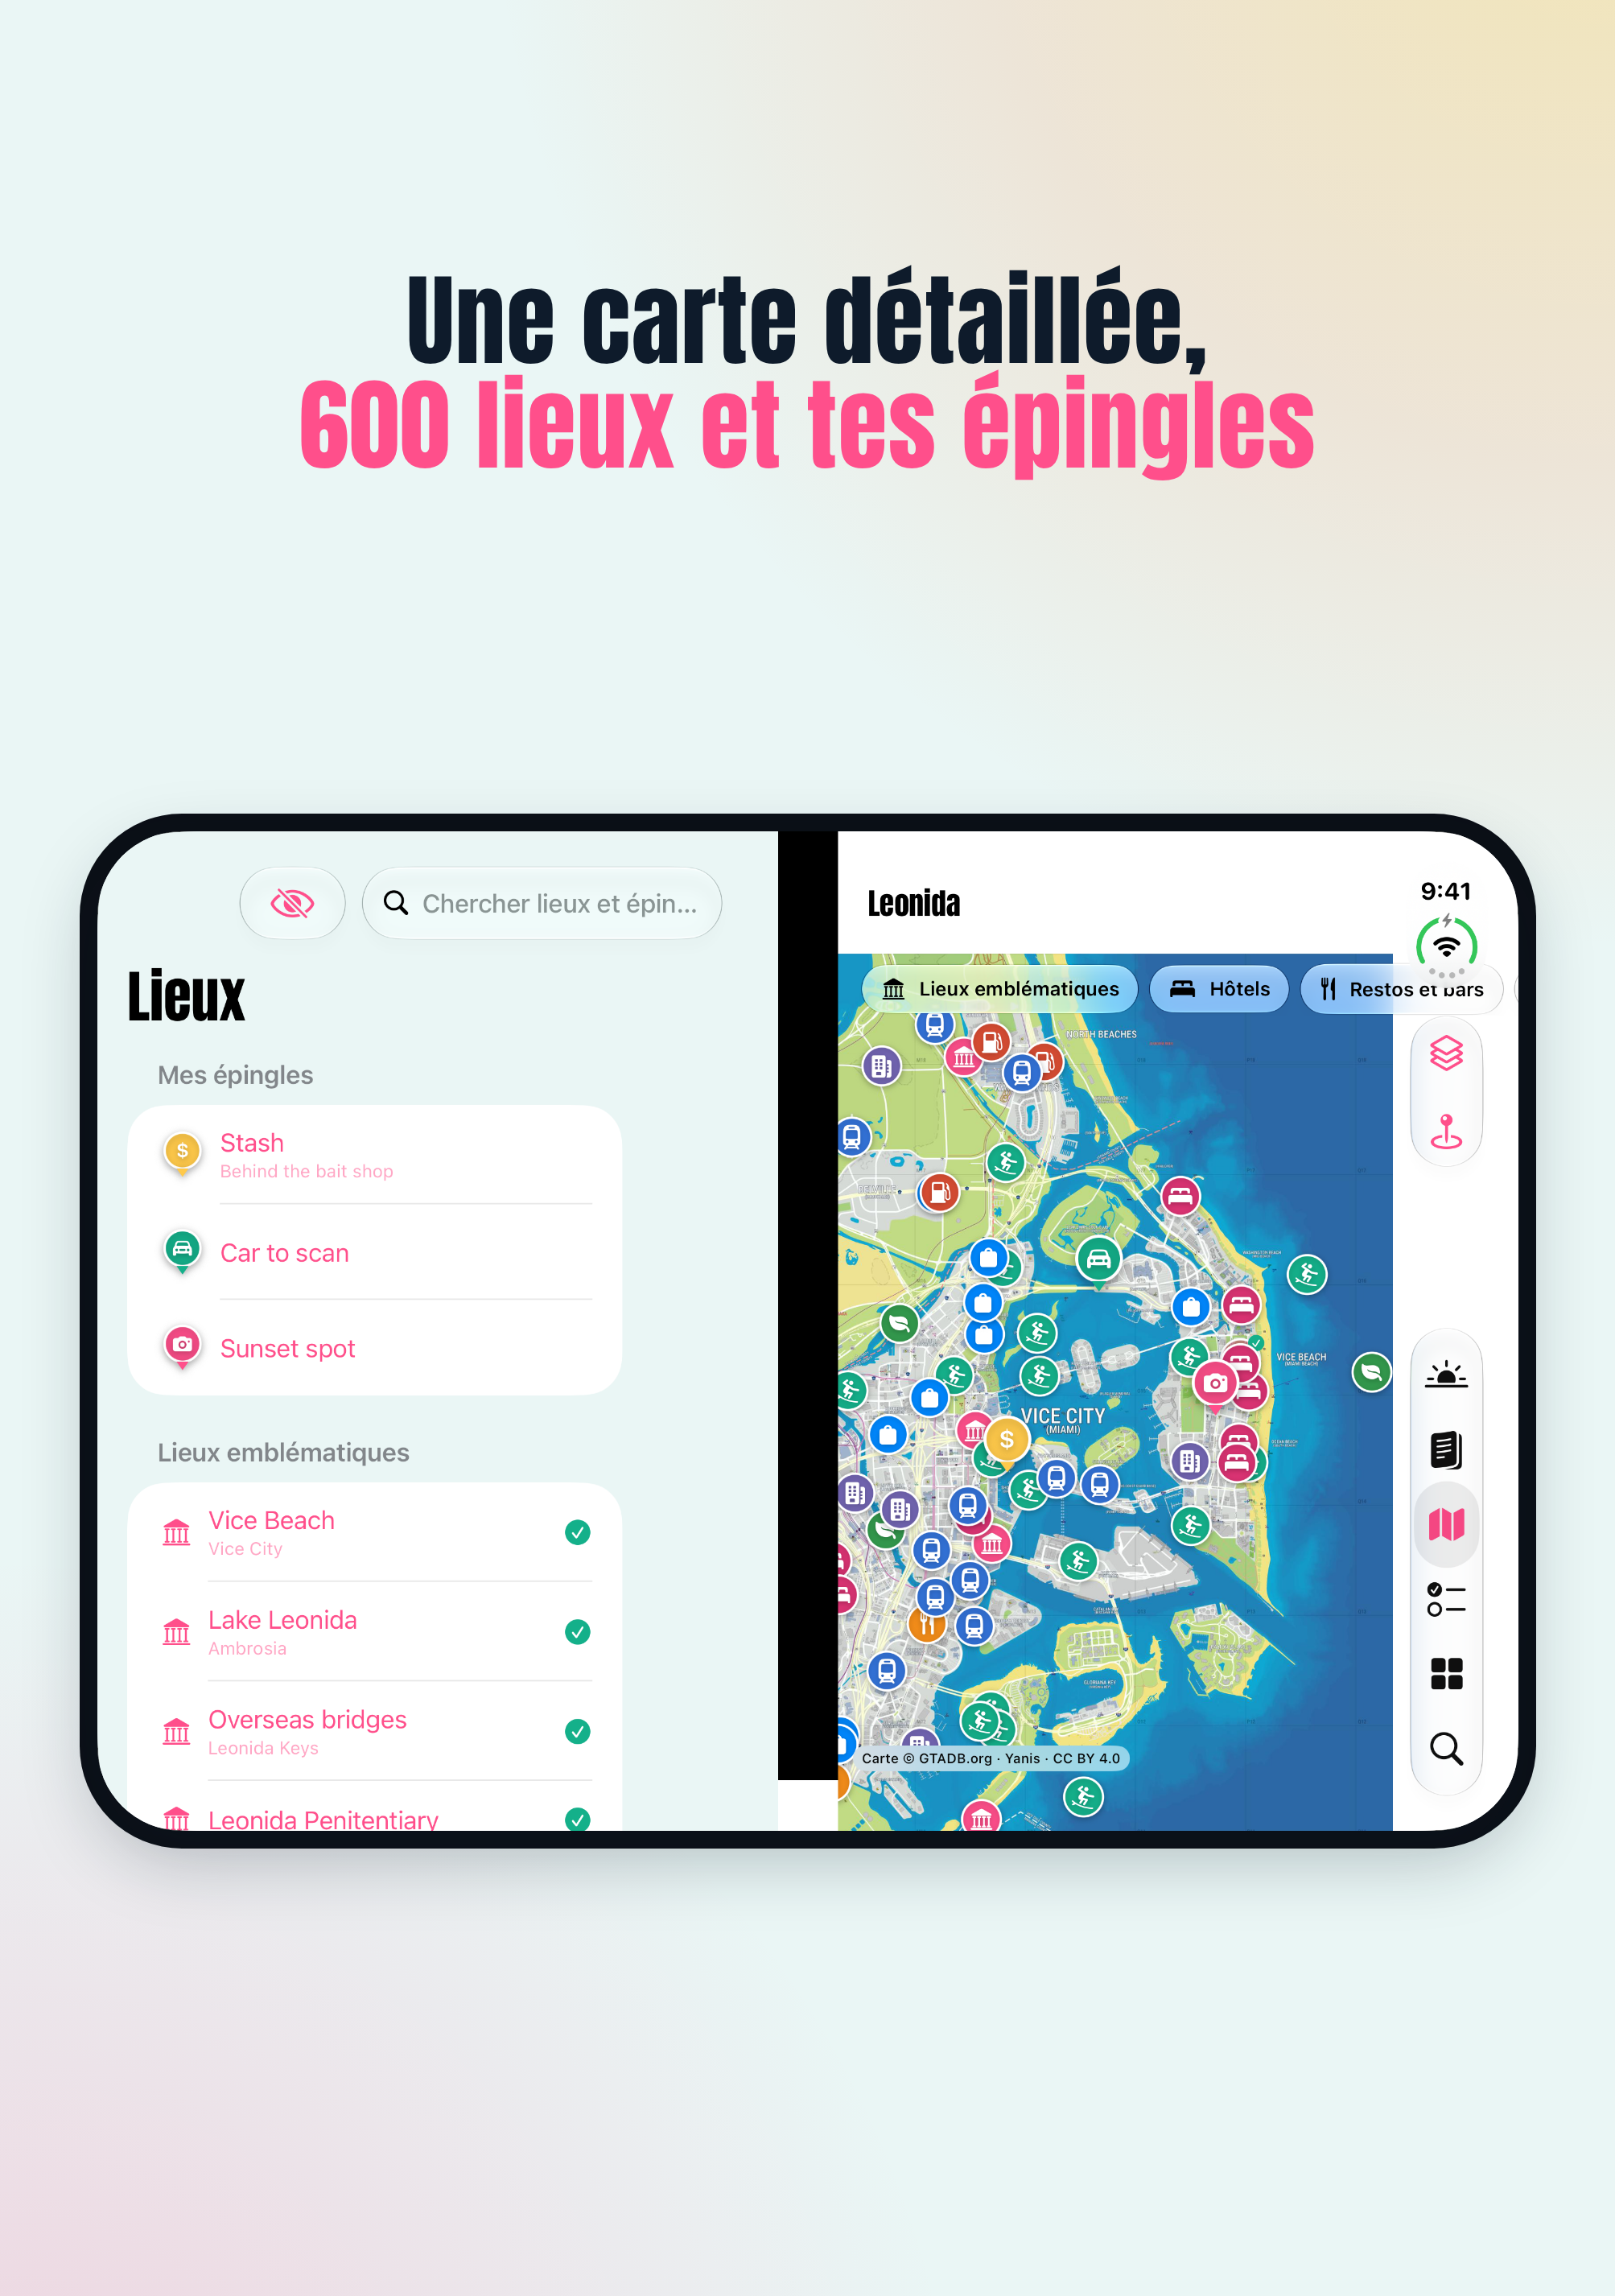 Une carte détaillée,
600 lieux et tes épingles
Chercher lieux et épin...
Lieux
Mes épingles
Stash
Behind the bait shop
Car to scan
Sunset spot
Lieux emblématiques
Vice Beach
Vice City
Lake Leonida
Ambrosia
Overseas bridges
Leonida Keys
Leonida Penitentiary
Leonida
9:41
Lieux emblématiques
Hôtels
Restos et bars
NORTH BEACHES
VICE BEACH
(MIAMI BEACH)
VICE CITY
(MIAMI)
Carte © GTADB.org · Yanis · CC BY 4.0